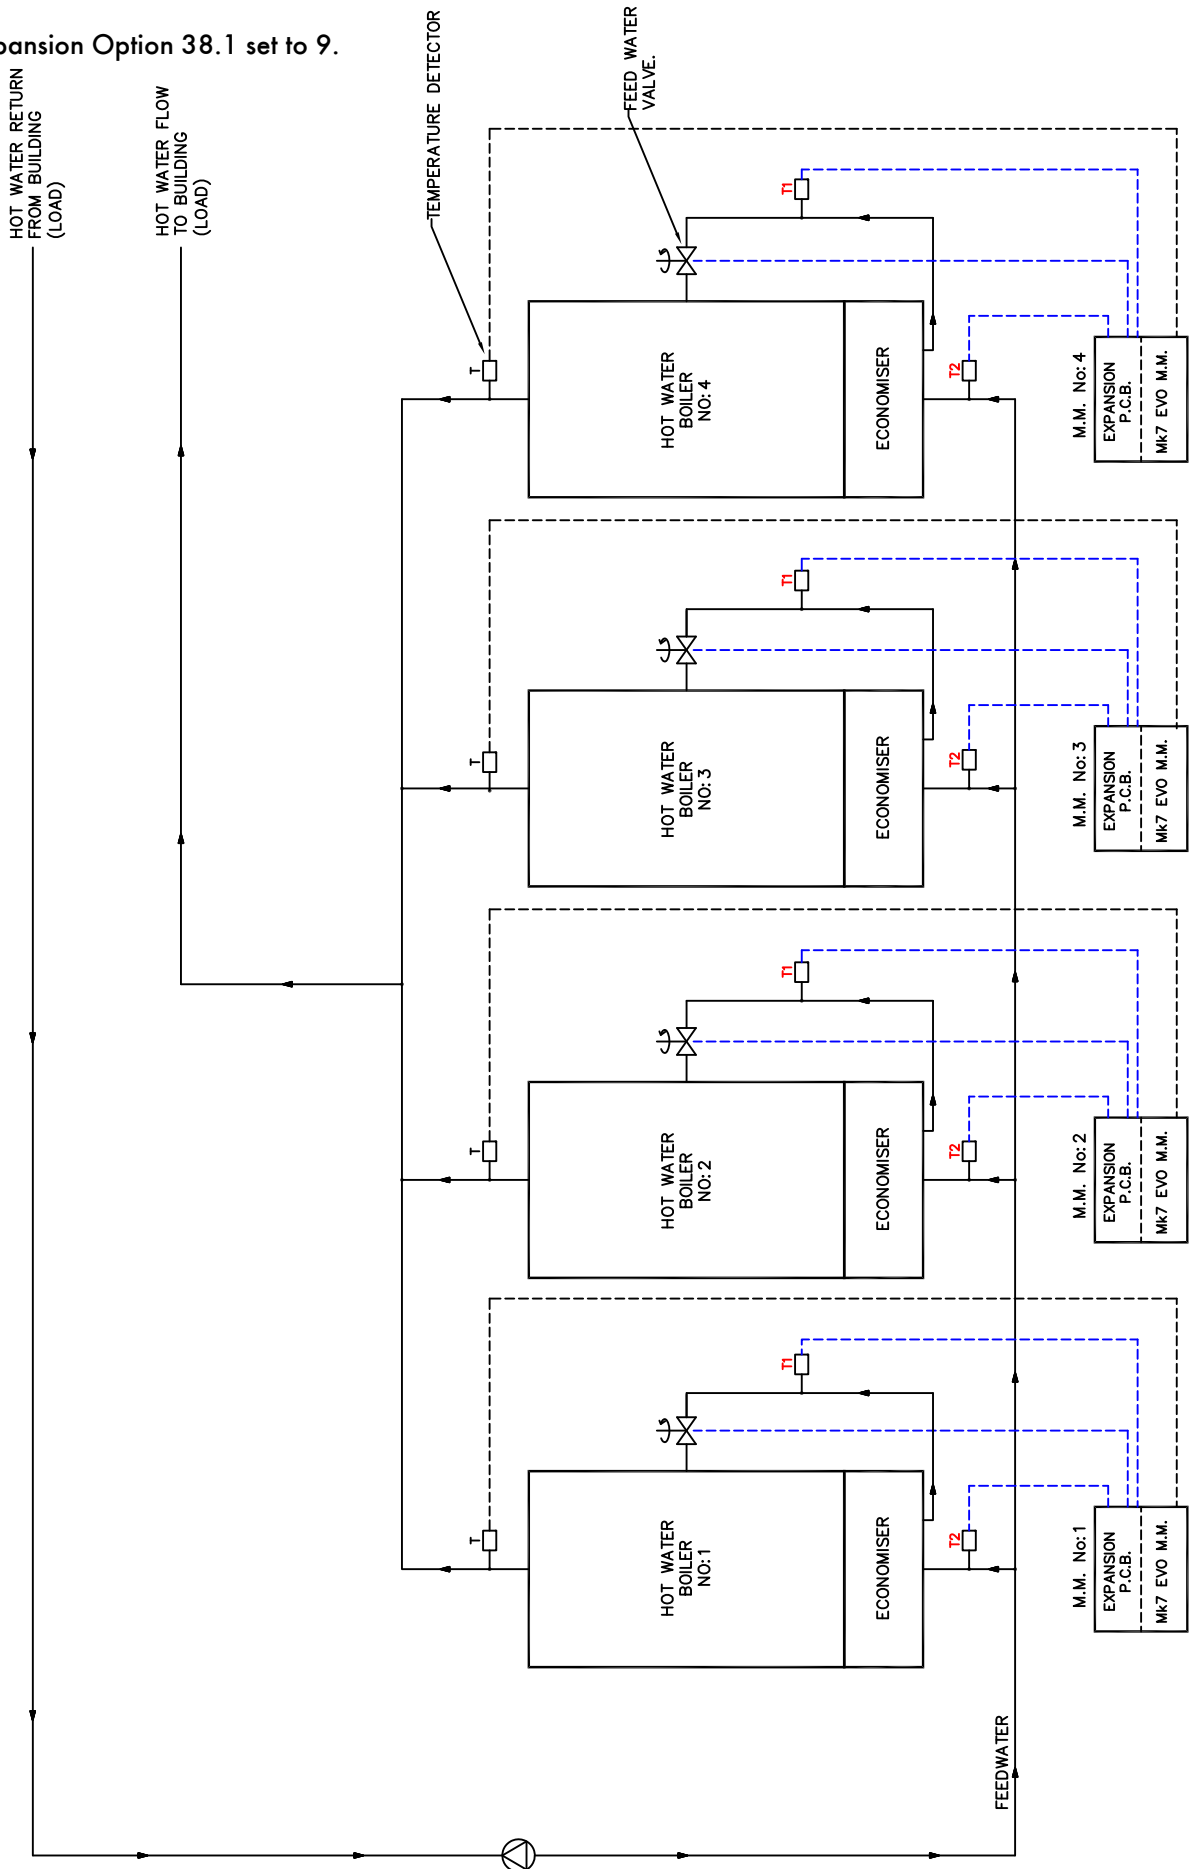 pansion Option 38.1 set to 9.
HOT WATER RETURN
FROM BUILDING
(LOAD)
HOT WATER FLOW
TO BUILDING
(LOAD)
TEMPERATURE DETECTOR
FEED WATER
VALVE.
T
HOT WATER
BOILER
NO:4
ECONOMISER
T1
T2
M.M. No:4
EXPANSION
P.C.B.
Mk7 EVO M.M.
T
HOT WATER
BOILER
NO:3
ECONOMISER
T1
T2
M.M. No:3
EXPANSION
P.C.B.
Mk7 EVO M.M.
T
HOT WATER
BOILER
NO:2
ECONOMISER
T1
T2
M.M. No:2
EXPANSION
P.C.B.
Mk7 EVO M.M.
T
HOT WATER
BOILER
NO:1
ECONOMISER
T1
T2
M.M. No:1
EXPANSION
P.C.B.
Mk7 EVO M.M.
FEEDWATER